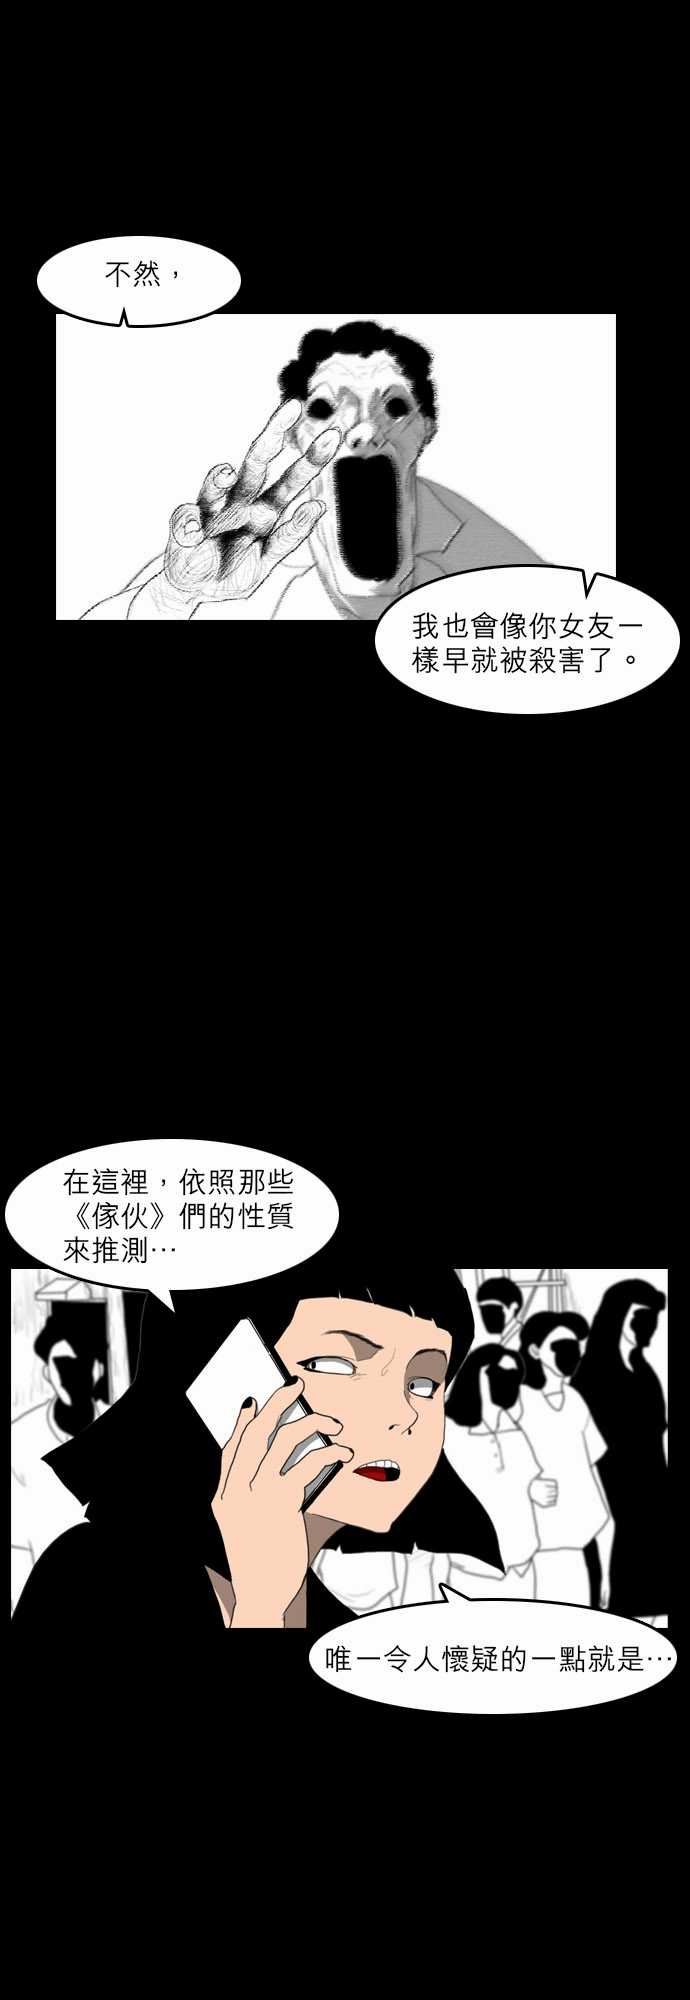 不然，
我也會像你女友一
樣早就被殺害了。
在這裡，依照那些
《傢伙》們的性質
來推測⋯
唯一令人懷疑的一點就是⋯